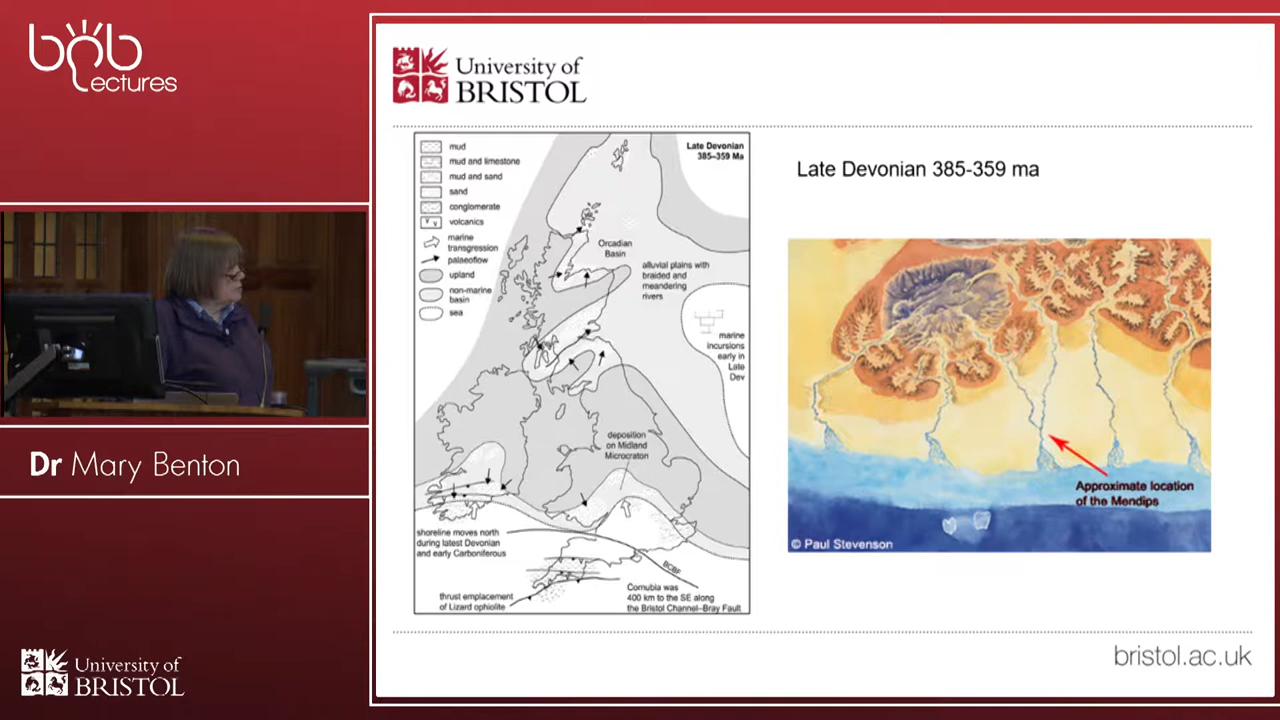 bob
Lectures
University of
BRISTOL
Late Devonian
385–359 Ma
mud
mud and limestone
mud and sand
sand
conglomerate
v v
volcanics
marine
transgression
palaeoflow
upland
non-marine
basin
sea
Orcadian
Basin
alluvial plains with
braided and
meandering
rivers
marine
incursions
early in
Late
Dev
deposition
on Midland
Microcraton
shoreline moves north
during latest Devonian
and early Carboniferous
BCBF
thrust emplacement
of Lizard ophiolite
Cornubia was
400 km to the SE along
the Bristol Channel–Bray Fault
Late Devonian 385-359 ma
Approximate location
of the Mendips
© Paul Stevenson
Dr Mary Benton
University of
BRISTOL
bristol.ac.uk